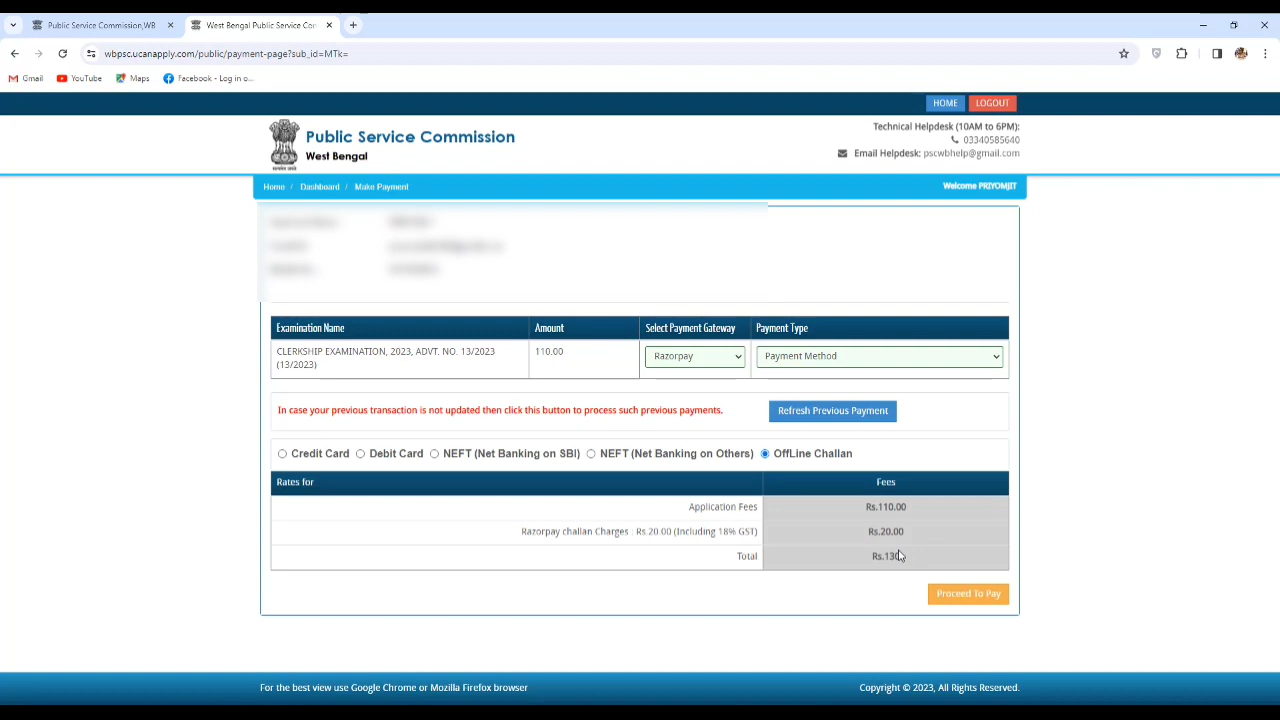 Public Service Commission,WB
West Bengal Public Service Co
wbpsc.ucanapply.com/public/payment-page?sub_id=MTk=
Gmail YouTube Maps Facebook - Log in o...
HOME LOGOUT
Public Service Commission
West Bengal
Technical Helpdesk (10AM to 6PM):
03340585640
Email Helpdesk: pscwbhelp@gmail.com
Home / Dashboard / Make Payment
Welcome PRIYOMJIT
Examination Name Amount Select Payment Gateway Payment Type
CLERKSHIP EXAMINATION, 2023, ADVT. NO. 13/2023
(13/2023)
110.00
Razorpay
Payment Method
In case your previous transaction is not updated then click this button to process such previous payments.
Refresh Previous Payment
Credit Card Debit Card NEFT (Net Banking on SBI) NEFT (Net Banking on Others) OffLine Challan
Rates for Fees
Application Fees Rs.110.00
Razorpay challan Charges : Rs.20.00 (Including 18% GST) Rs.20.00
Total
Proceed To Pay
For the best view use Google Chrome or Mozilla Firefox browser
Copyright © 2023, All Rights Reserved.